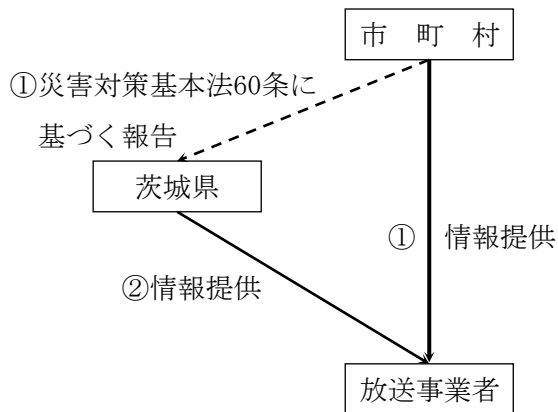 市　町　村
①災害対策基本法60条に
基づく報告
茨城県
①　情報提供
②情報提供
放送事業者